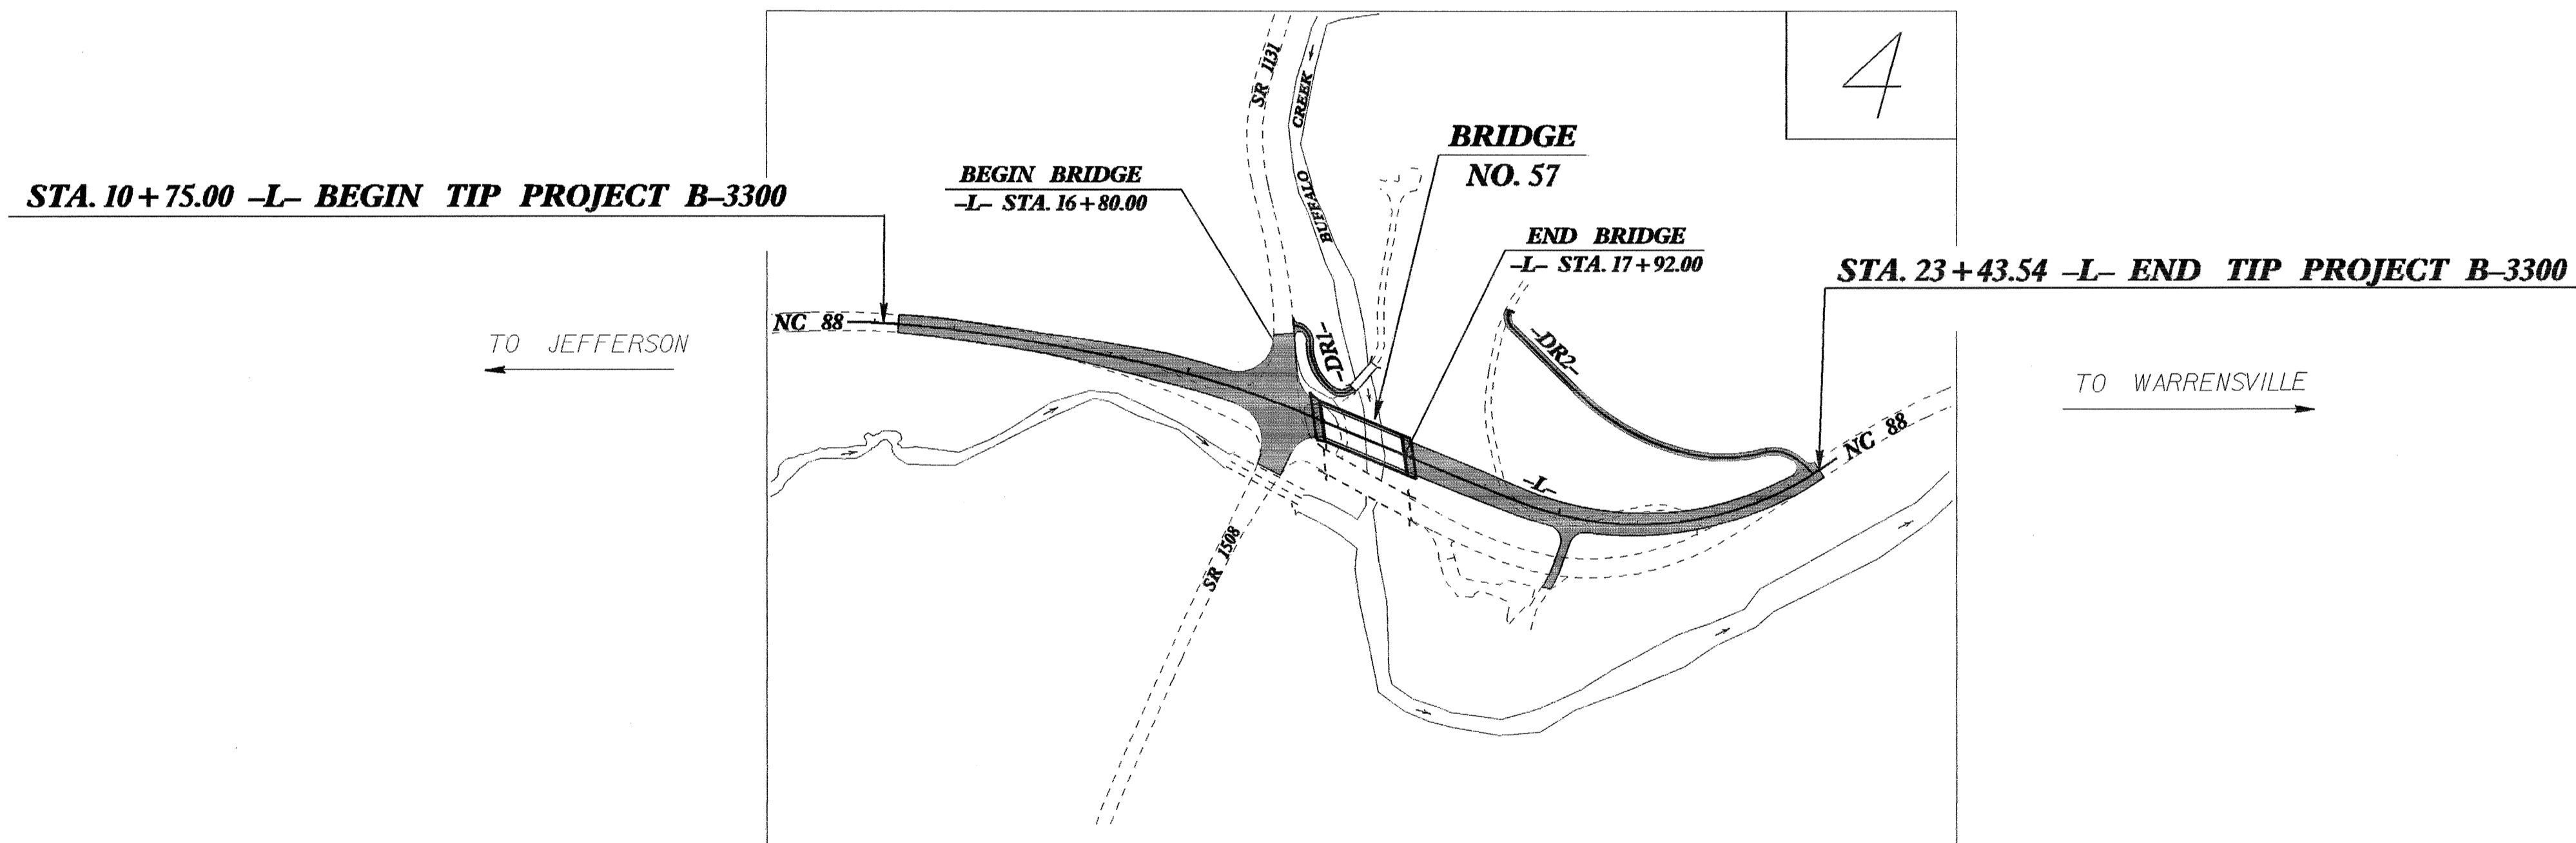 4
SR 1131
CREEK
BUFFALO
BRIDGE
NO. 57
BEGIN BRIDGE
-L- STA. 16+80.00
STA. 10+75.00 -L- BEGIN TIP PROJECT B-3300
END BRIDGE
-L- STA. 17+92.00
STA. 23+43.54 -L- END TIP PROJECT B-3300
NC 88
TO JEFFERSON
-DR1-
-DR2-
TO WARRENSVILLE
NC 88
-L-
SR 1508